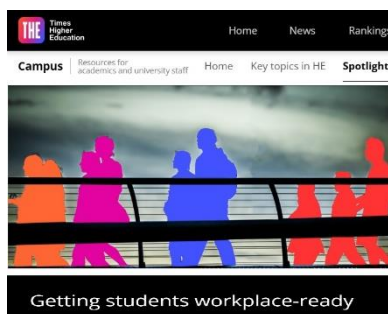 THE Times
Higher
Education
Home News Rankings
Campus Resources for
academics and university staff Home Key topics in HE Spotlight
Getting students workplace-ready